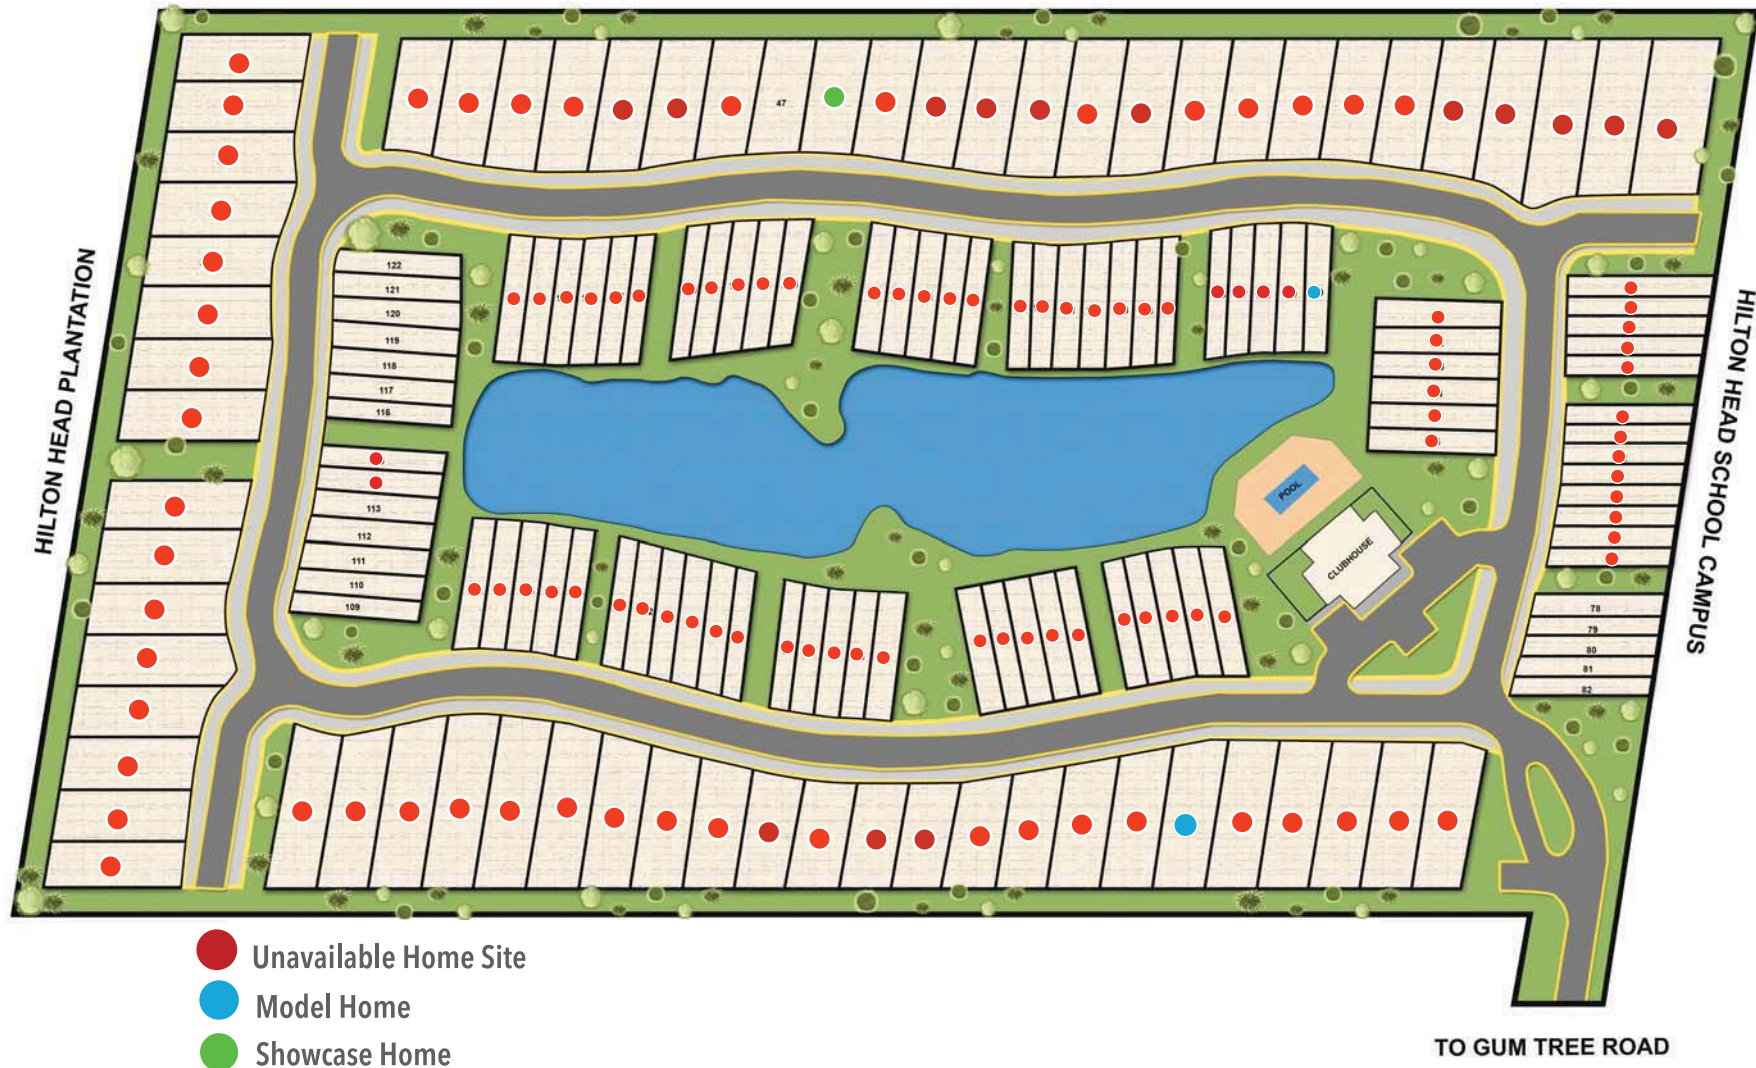 47
122
121
120
119
118
117
116
113
112
111
110
109
HILTON HEAD PLANTATION
HILTON HEAD SCHOOL CAMPUS
POOL
CLUBHOUSE
78
79
80
81
82
Unavailable Home Site
Model Home
Showcase Home
TO GUM TREE ROAD